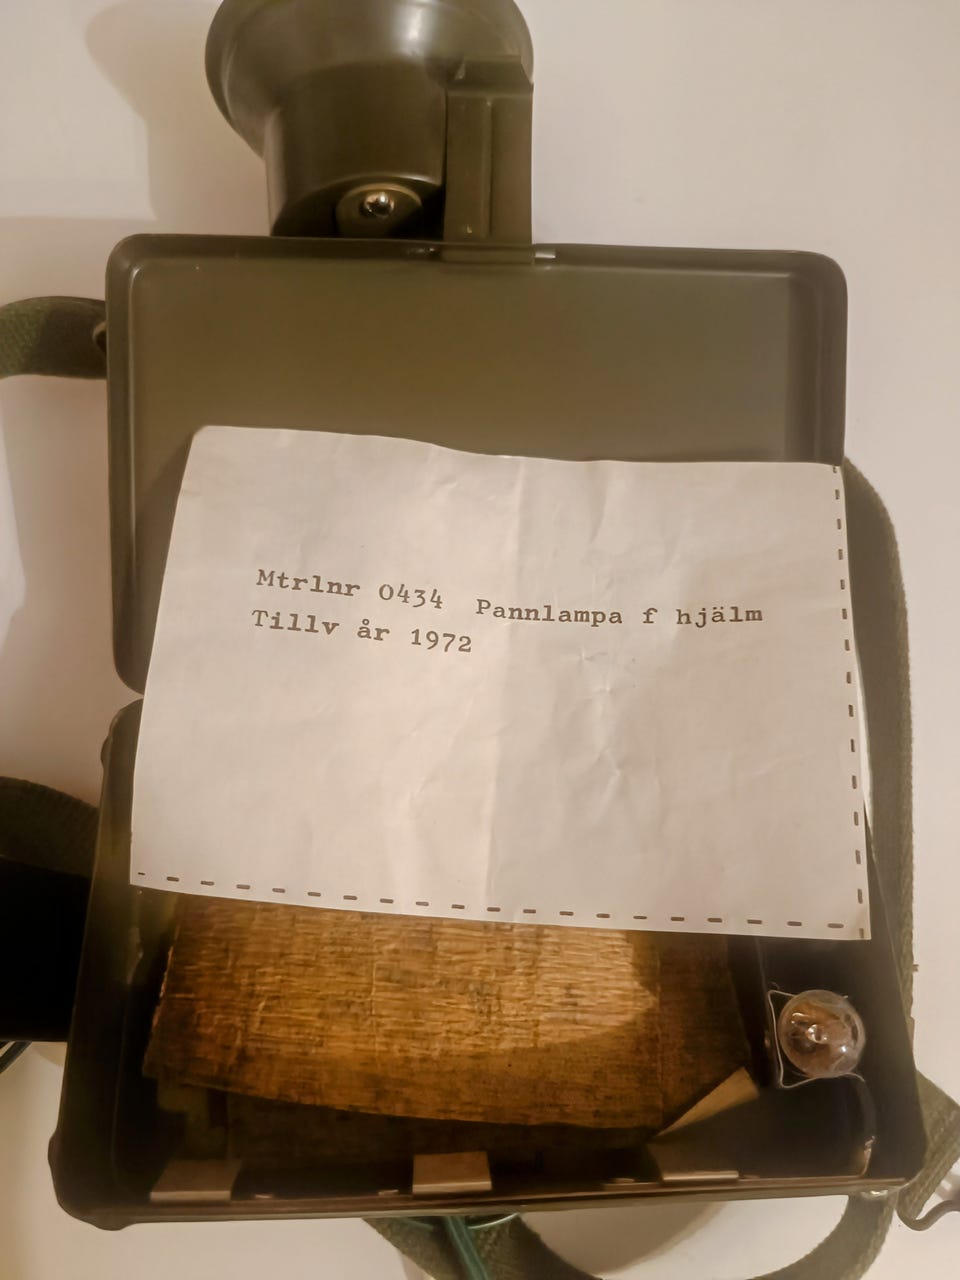 Mtrlnr 0434 Pannlampa f hjälm
Tillv år 1972